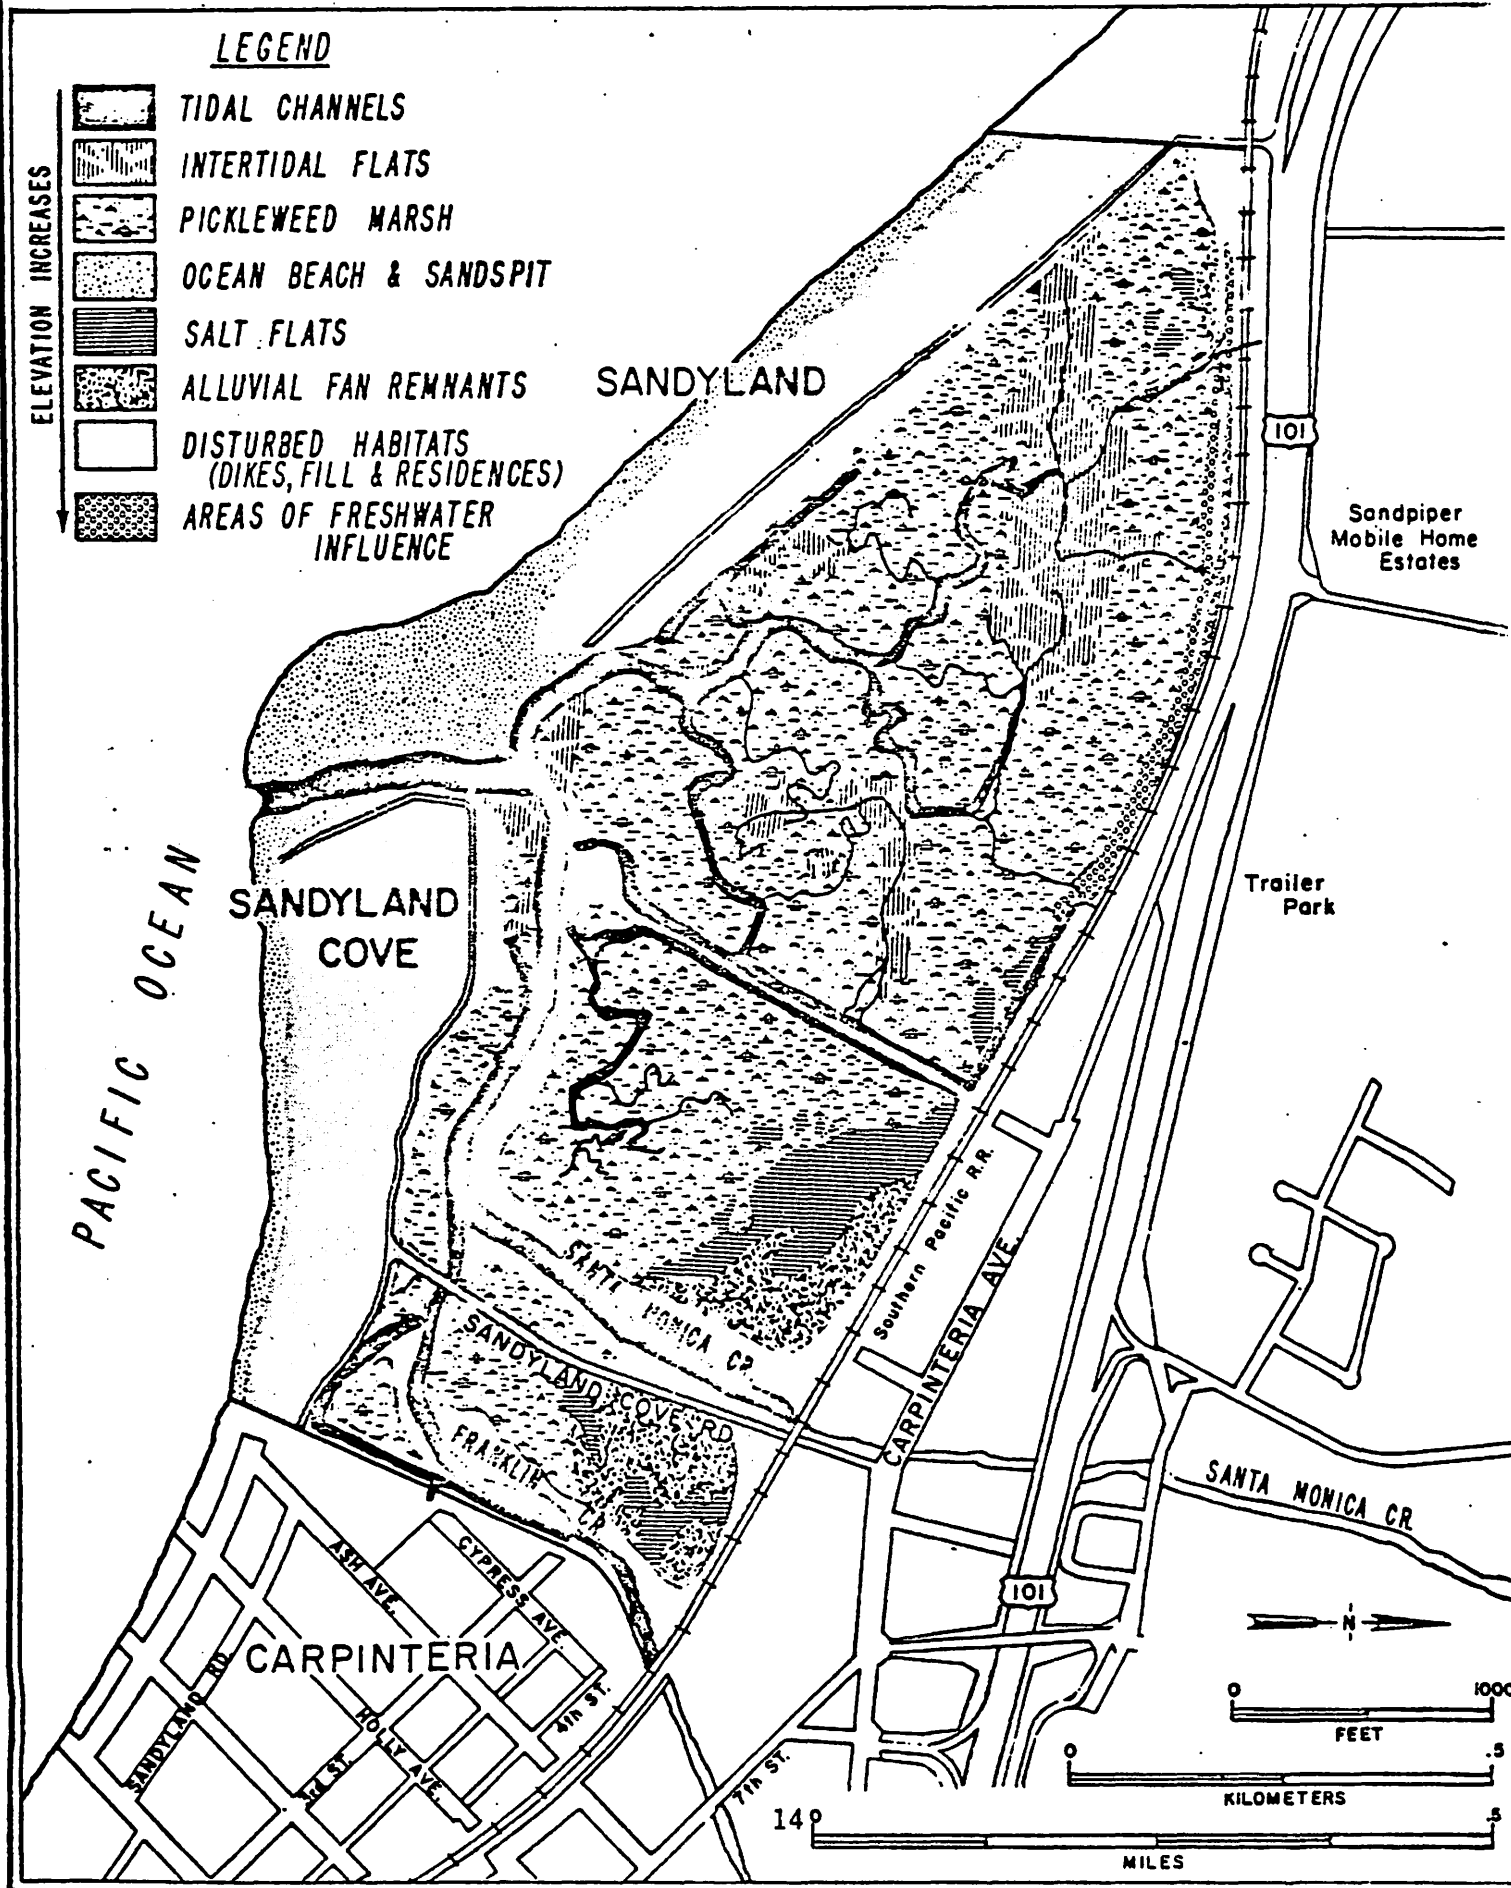 LEGEND
ELEVATION INCREASES
TIDAL CHANNELS
INTERTIDAL FLATS
PICKLEWEED MARSH
OCEAN BEACH & SANDSPIT
SALT FLATS
ALLUVIAL FAN REMNANTS
DISTURBED HABITATS
(DIKES, FILL & RESIDENCES)
AREAS OF FRESHWATER
INFLUENCE
SANDYLAND
101
Sandpiper
Mobile Home
Estates
SANDYLAND
COVE
PACIFIC OCEAN
Trailer
Park
Southern Pacific R.R.
CARPINTERIA AVE.
SANTA MONICA CR
SANDYLAND COVE RD
FRANKLIN CR
SANTA MONICA CR
101
ASH AVE.
CYPRESS AVE.
CARPINTERIA
SANDYLAND RD.
HOLLY AVE.
3rd ST.
4th ST.
7th ST.
N
0 1000
FEET
0 .5
KILOMETERS
14
0 .5
MILES